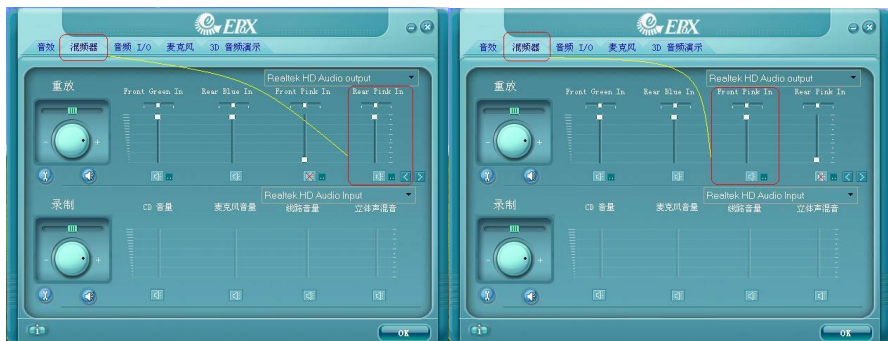 EPX
音效 混频器 音频 I/O 麦克风 3D 音频演示
Realtek HD Audio output
重放
Front Green In Rear Blue In Front Pink In Rear Pink In
Realtek HD Audio Input
录制
CD 音量 麦克风音量 线路音量 立体声混音
OK
EPX
音效 混频器 音频 I/O 麦克风 3D 音频演示
Realtek HD Audio output
重放
Front Green In Rear Blue In Front Pink In Rear Pink In
Realtek HD Audio Input
录制
CD 音量 麦克风音量 线路音量 立体声混音
OK